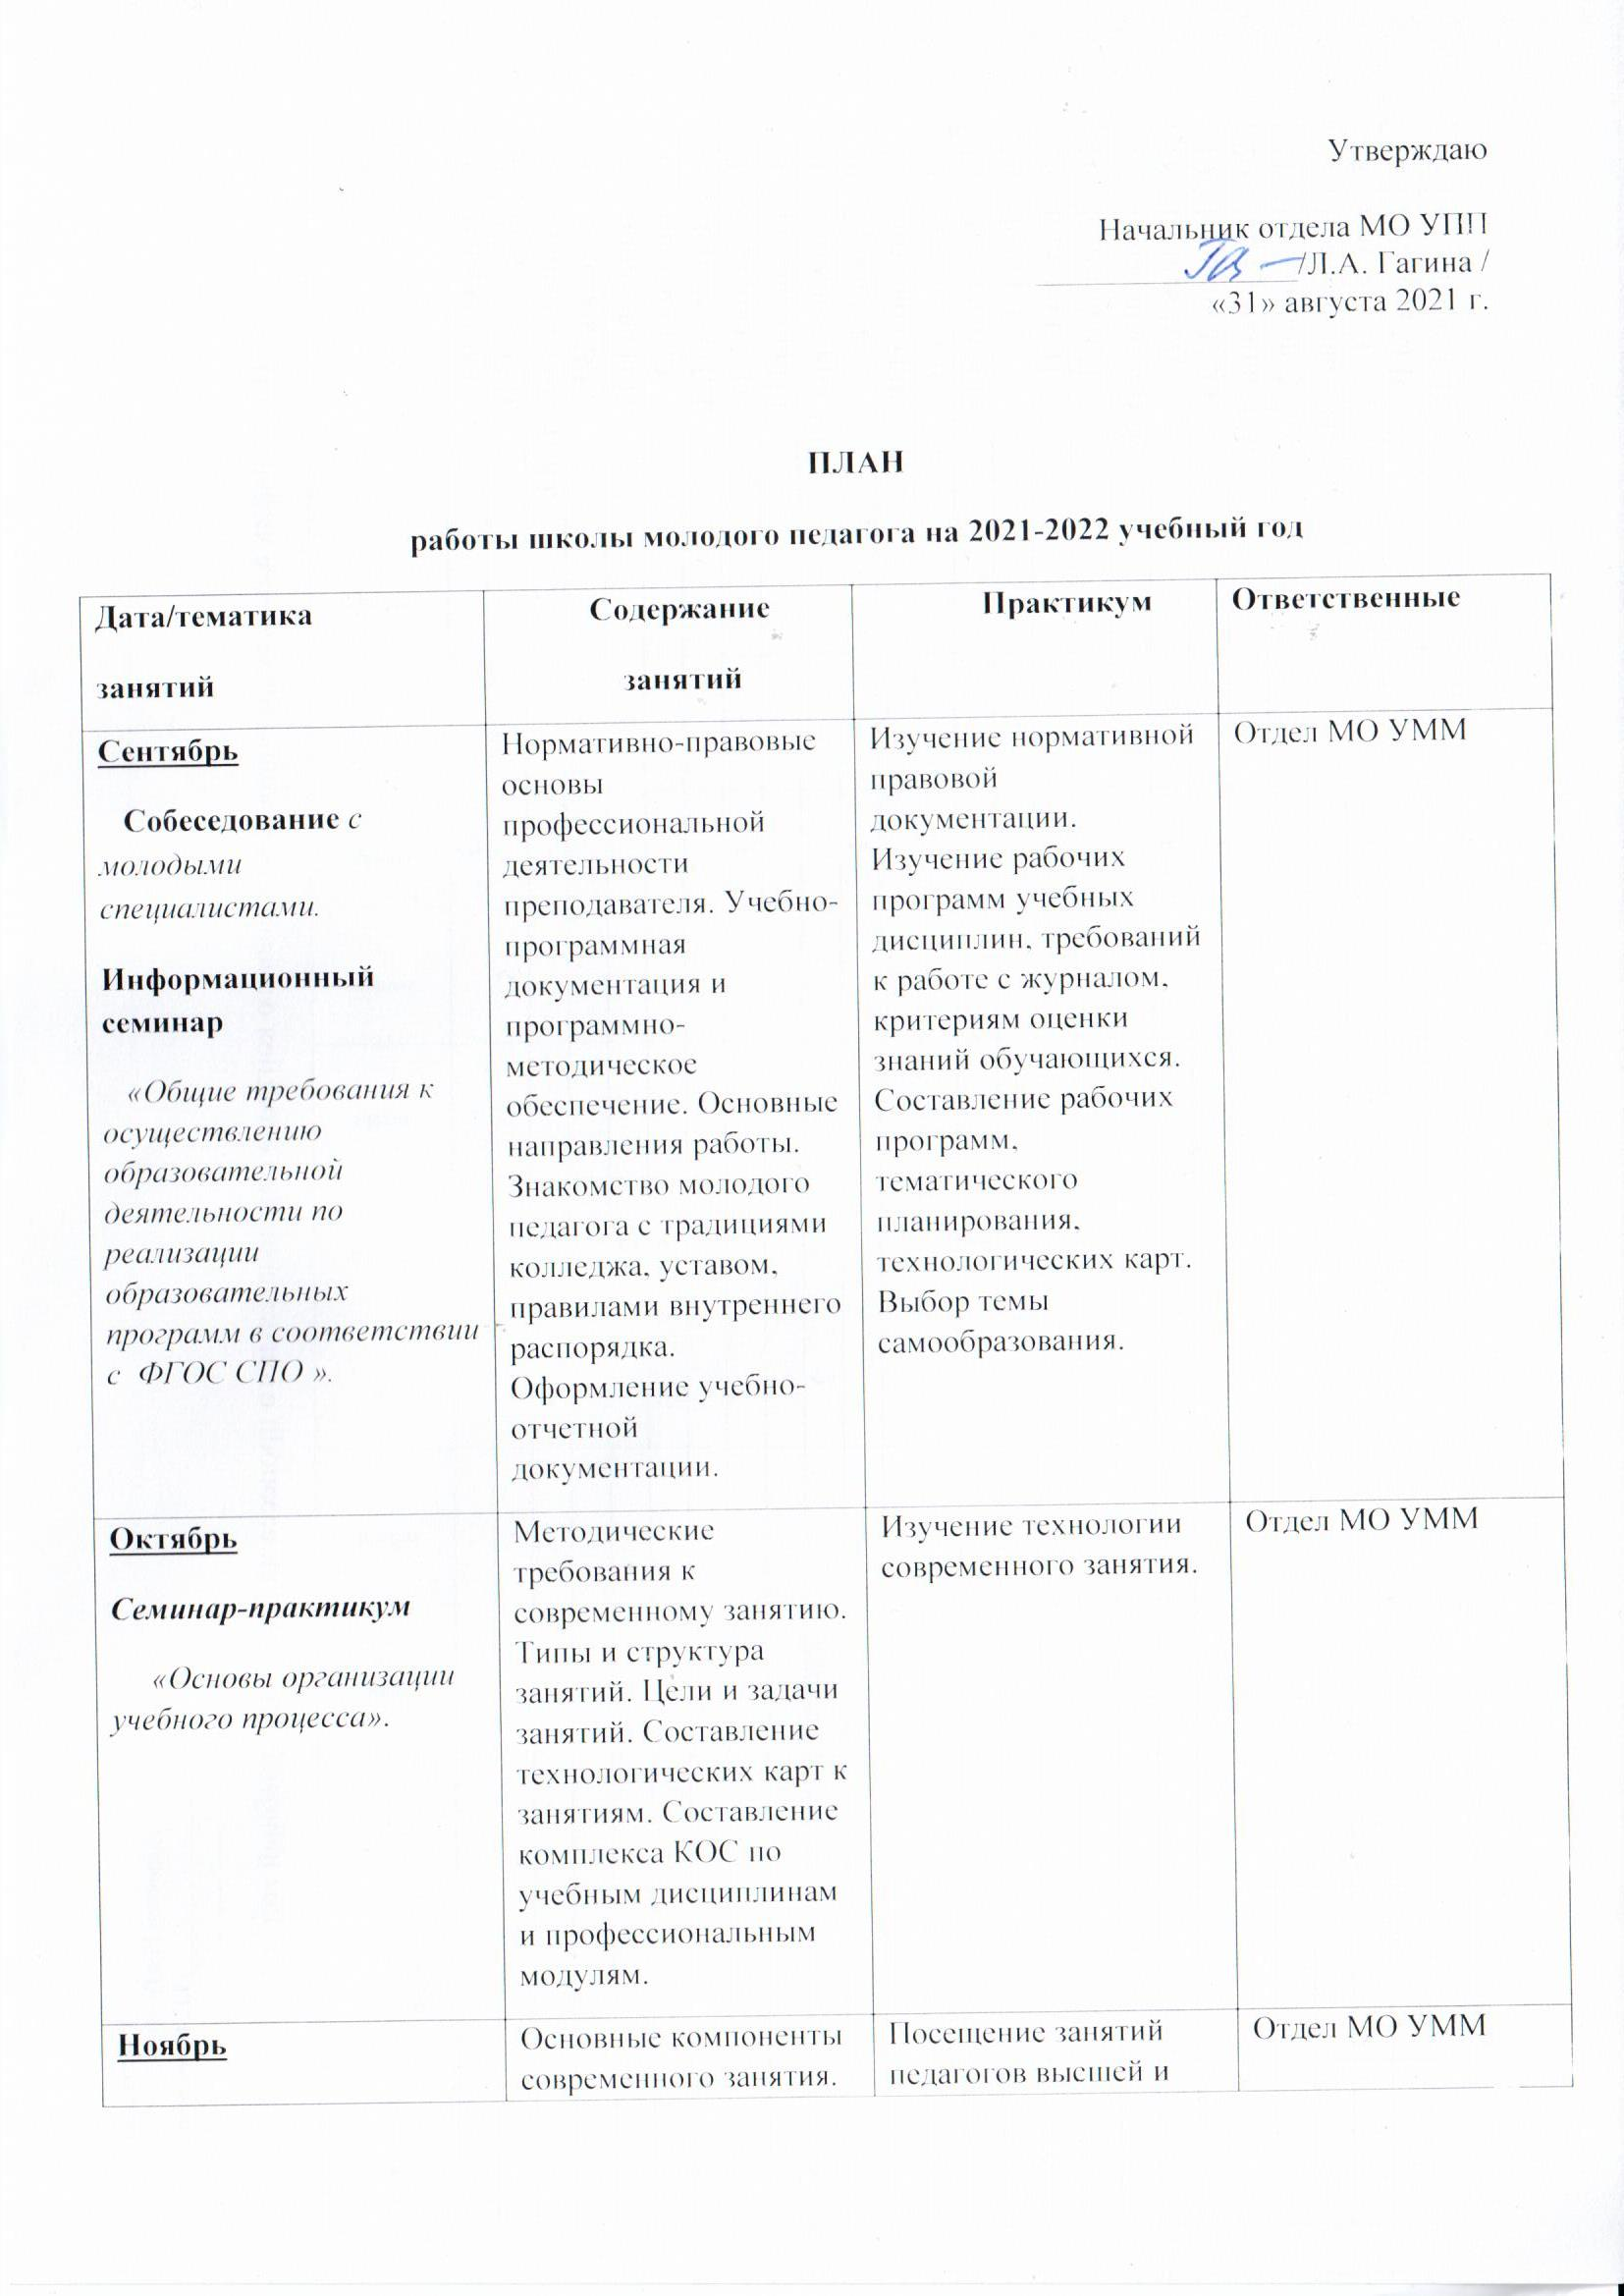 Утверждаю
Начальник отдела МО УПП
/Л.А. Гагина /
«31» августа 2021 г.
ПЛАН
работы школы молодого педагога на 2021-2022 учебный год
Дата/тематика
занятий
Содержание
занятий
Практикум
Ответственные
Сентябрь
Собеседование с
молодыми
специалистами.
Информационный
семинар
«Общие требования к
осуществлению
образовательной
деятельности по
реализации
образовательных
программ в соответствии
с ФГОС СПО ».
Нормативно-правовые
основы
профессиональной
деятельности
преподавателя. Учебно-
программная
документация и
программно-
методическое
обеспечение. Основные
направления работы.
Знакомство молодого
педагога с традициями
колледжа, уставом,
правилами внутреннего
распорядка.
Оформление учебно-
отчетной
документации.
Изучение нормативной
правовой
документации.
Изучение рабочих
программ учебных
дисциплин, требований
к работе с журналом,
критериям оценки
знаний обучающихся.
Составление рабочих
программ,
тематического
планирования,
технологических карт.
Выбор темы
самообразования.
Отдел МО УММ
Октябрь
Семинар-практикум
«Основы организации
учебного процесса».
Методические
требования к
современному занятию.
Типы и структура
занятий. Цели и задачи
занятий. Составление
технологических карт к
занятиям. Составление
комплекса КОС по
учебным дисциплинам
и профессиональным
модулям.
Изучение технологии
современного занятия.
Отдел МО УММ
Ноябрь
Основные компоненты
современного занятия.
Посещение занятий
педагогов высшей и
Отдел МО УММ